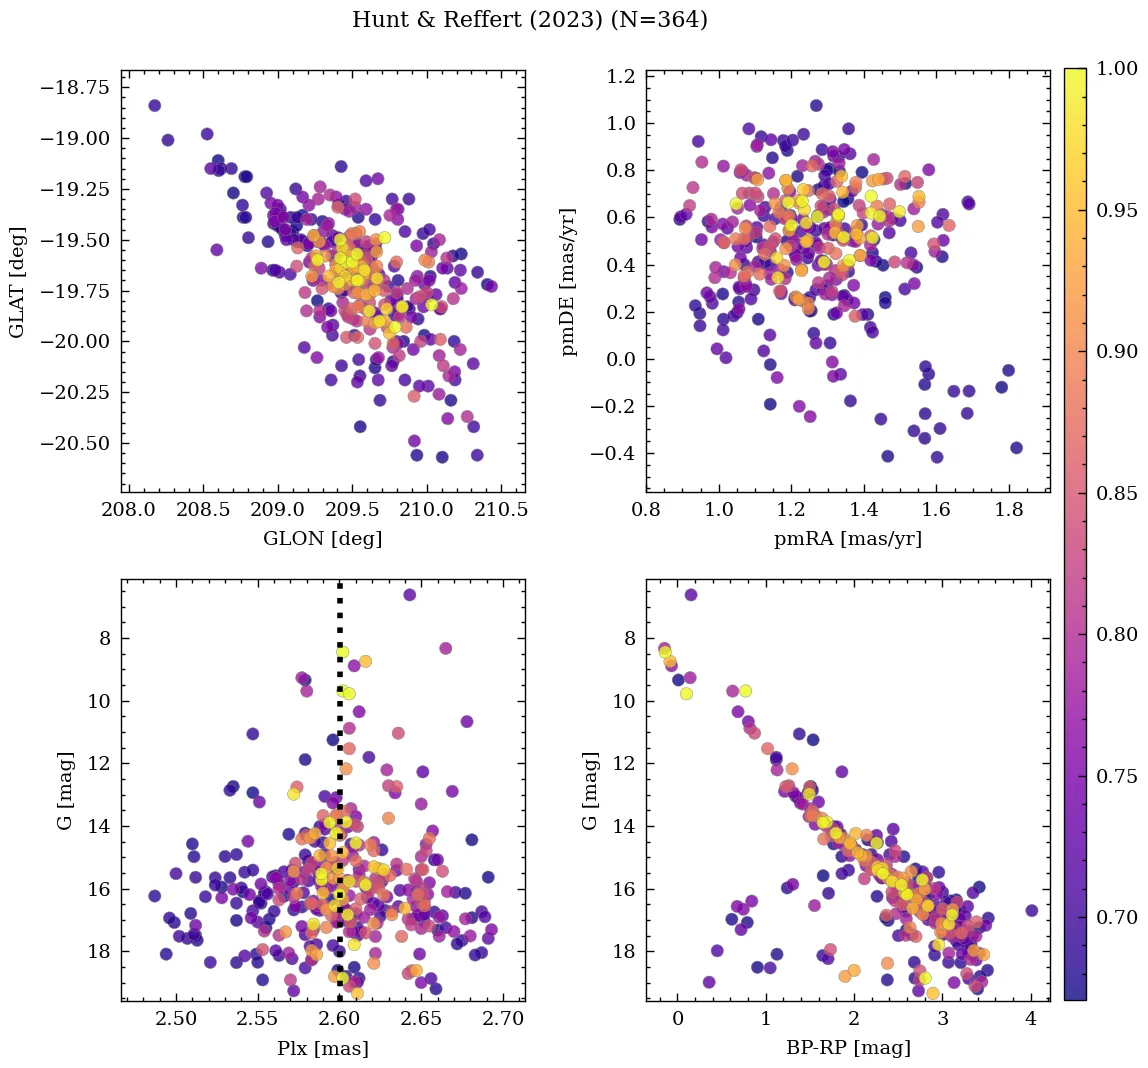 Hunt & Reffert (2023) (N=364)
−18.75
−19.00
−19.25
−19.50
−19.75
−20.00
−20.25
−20.50
GLAT [deg]
208.0 208.5 209.0 209.5 210.0 210.5
GLON [deg]
1.2
1.0
0.8
0.6
0.4
0.2
0.0
−0.2
−0.4
pmDE [mas/yr]
0.8 1.0 1.2 1.4 1.6 1.8
pmRA [mas/yr]
8
10
12
14
16
18
G [mag]
2.50 2.55 2.60 2.65 2.70
Plx [mas]
8
10
12
14
16
18
G [mag]
0 1 2 3 4
BP-RP [mag]
1.00
0.95
0.90
0.85
0.80
0.75
0.70